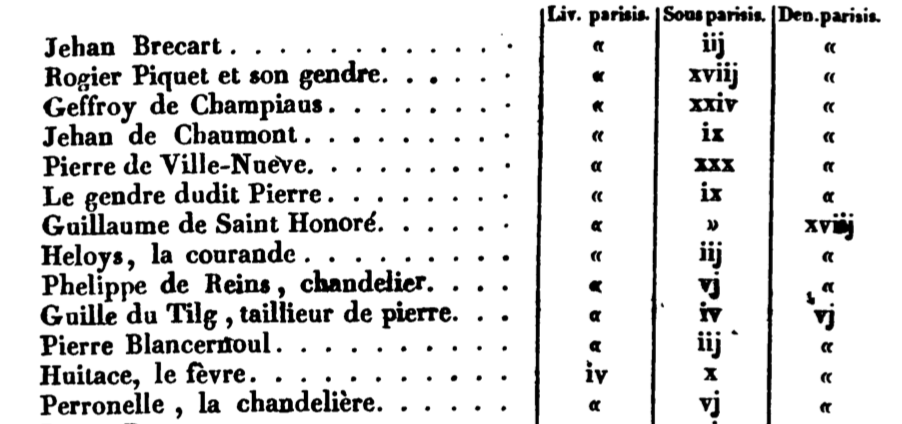 Liv. parisis. Sous parisis. Den. parisis.
Jehan Brecart . . . . . . . . . . . . « iij «
Rogier Piquet et son gendre. . . . . . « xviij «
Geffroy de Champiaus . . . . . . . . « xxiv «
Jehan de Chaumont . . . . . . . . . « ix «
Pierre de Ville-Nueve. . . . . . . . . « xxx «
Le gendre dudit Pierre . . . . . . . . « ix «
Guillaume de Saint Honoré. . . . . . « » xviij
Heloys, la courande . . . . . . . . . « iij «
Phelippe de Reins, chandelier. . . . « vj «
Guille du Tilg, taillieur de pierre. . . « iv vj
Pierre Blancernoul . . . . . . . . . . « iij «
Huitace, le fèvre. . . . . . . . . . . iv x «
Perronelle, la chandelière. . . . . . « vj «